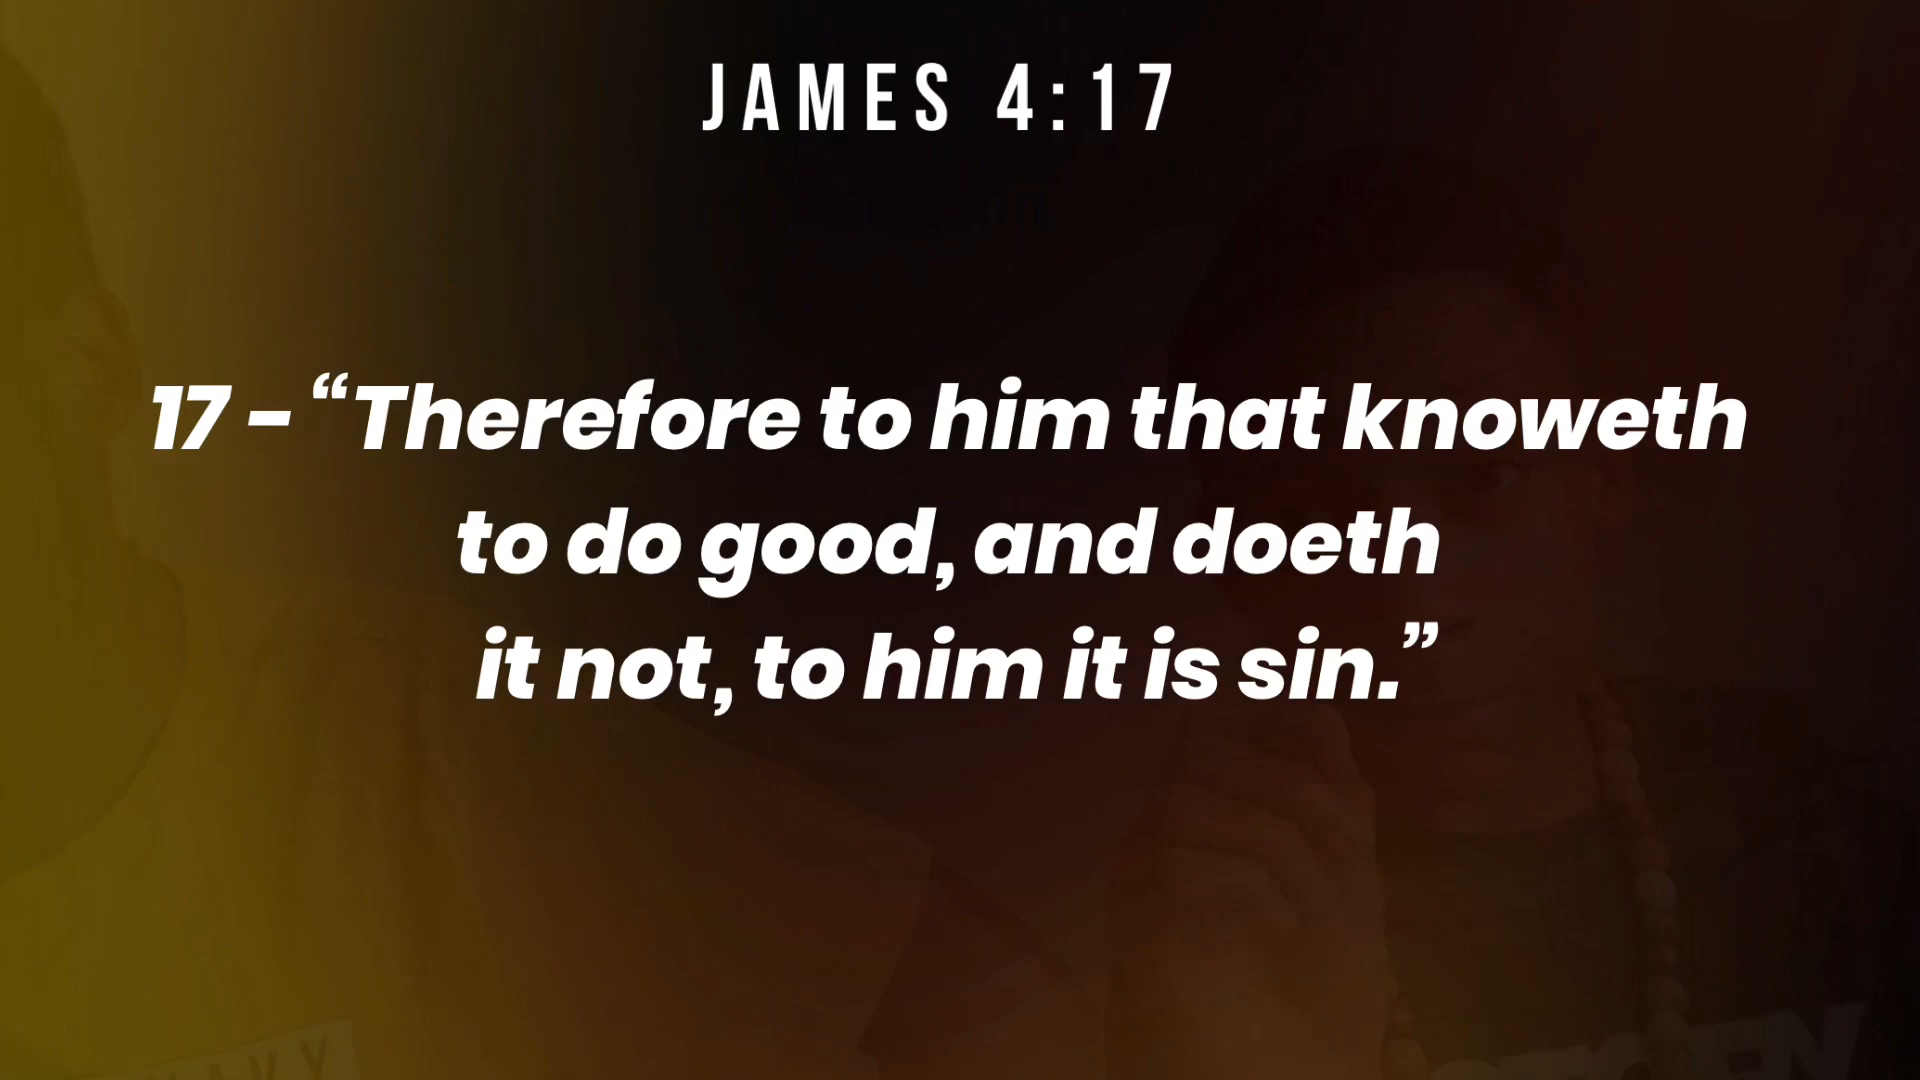 JAMES 4:17
17 - “Therefore to him that knoweth
to do good, and doeth
it not, to him it is sin.”